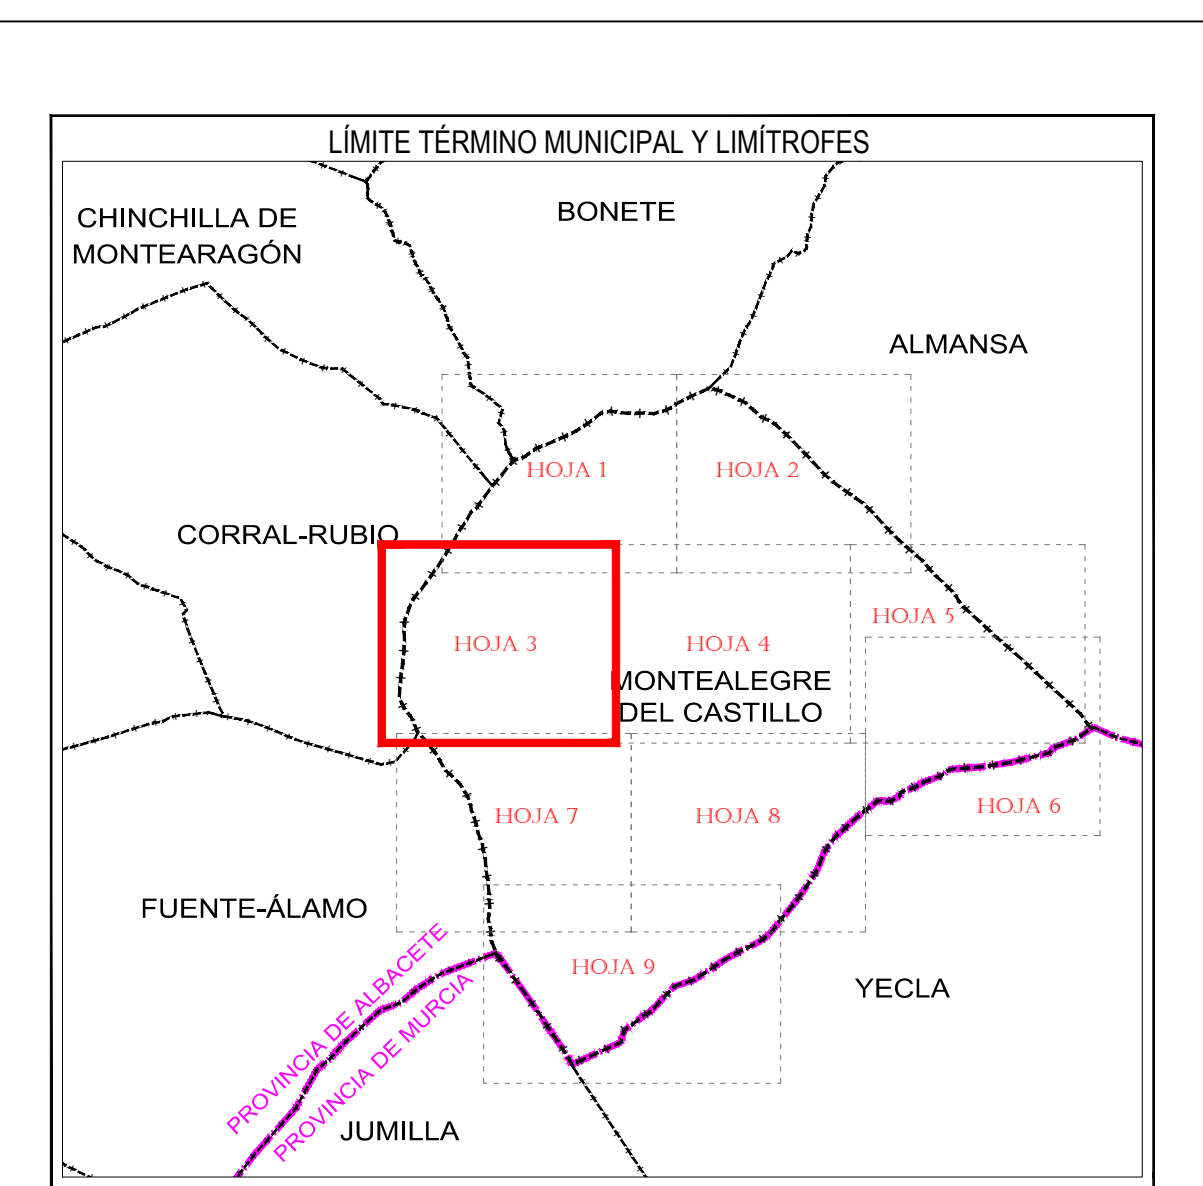 LÍMITE TÉRMINO MUNICIPAL Y LIMÍTROFES
CHINCHILLA DE
MONTEARAGÓN
BONETE
ALMANSA
HOJA 1
HOJA 2
CORRAL-RUBIO
HOJA 3
HOJA 4
HOJA 5
MONTEALEGRE
DEL CASTILLO
HOJA 7
HOJA 8
HOJA 6
FUENTE-ÁLAMO
HOJA 9
YECLA
PROVINCIA DE ALBACETE
PROVINCIA DE MURCIA
JUMILLA